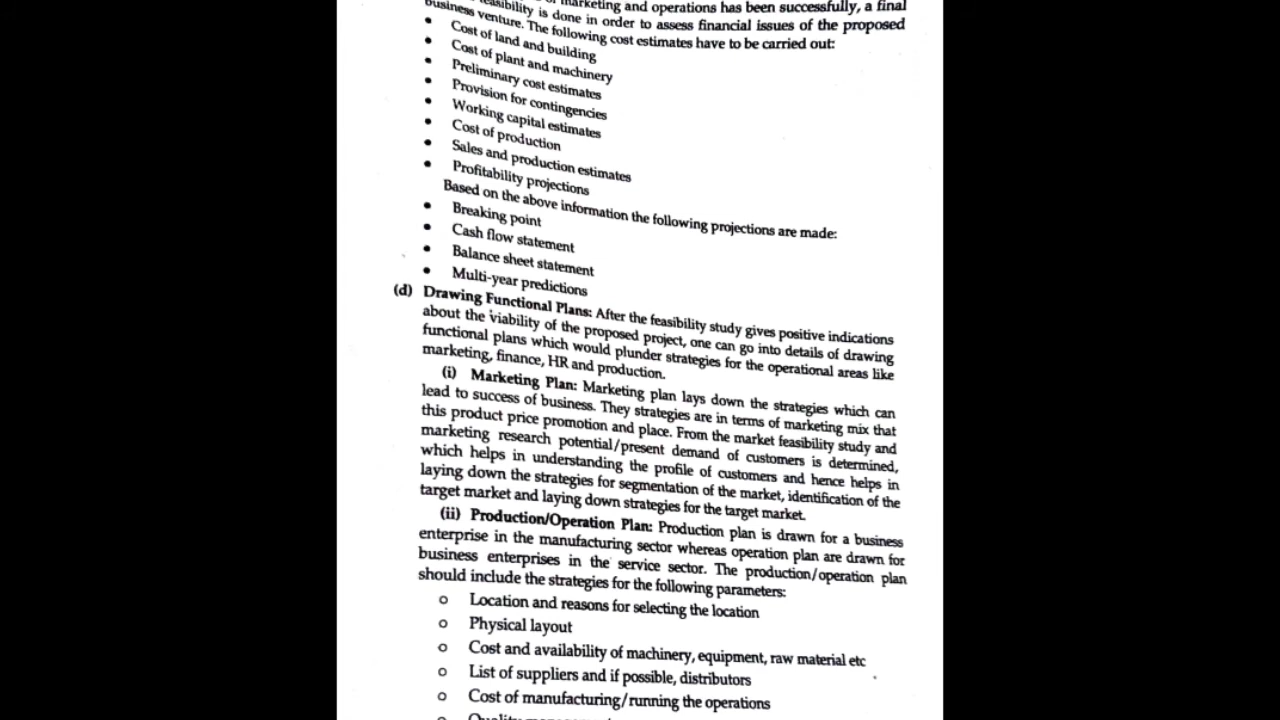 marketing and operations has been successfully, a final
feasibility is done in order to assess financial issues of the proposed
business venture. The following cost estimates have to be carried out:
• Cost of land and building
• Cost of plant and machinery
• Preliminary cost estimates
• Provision for contingencies
• Working capital estimates
• Cost of production
• Sales and production estimates
• Profitability projections
Based on the above information the following projections are made:
• Breaking point
• Cash flow statement
• Balance sheet statement
• Multi-year predictions
(d) Drawing Functional Plans: After the feasibility study gives positive indications
about the viability of the proposed project, one can go into details of drawing
functional plans which would plunder strategies for the operational areas like
marketing, finance, HR and production.
(i) Marketing Plan: Marketing plan lays down the strategies which can
lead to success of business. They strategies are in terms of marketing mix that
this product price promotion and place. From the market feasibility study and
marketing research potential/present demand of customers is determined,
which helps in understanding the profile of customers and hence helps in
laying down the strategies for segmentation of the market, identification of the
target market and laying down strategies for the target market.
(ii) Production/Operation Plan: Production plan is drawn for a business
enterprise in the manufacturing sector whereas operation plan are drawn for
business enterprises in the service sector. The production/operation plan
should include the strategies for the following parameters:
o Location and reasons for selecting the location
o Physical layout
o Cost and availability of machinery, equipment, raw material etc
o List of suppliers and if possible, distributors
o Cost of manufacturing/running the operations
o Quality